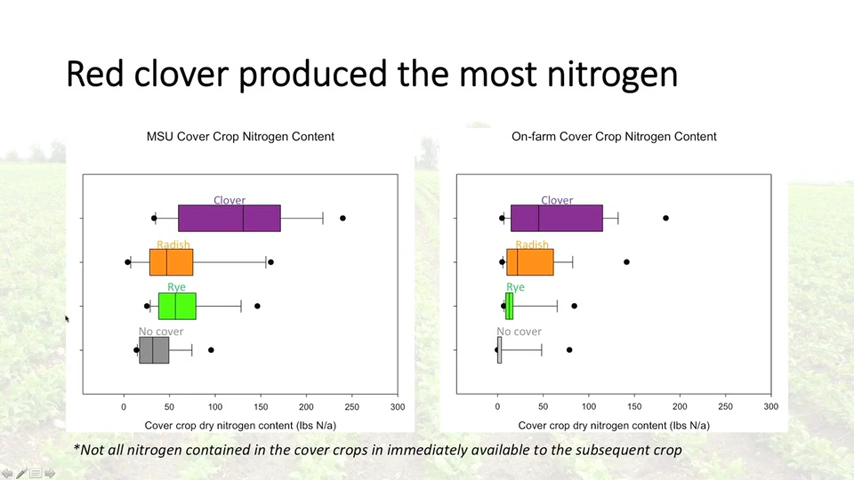 Red clover produced the most nitrogen
MSU Cover Crop Nitrogen Content
Clover
Radish
Rye
No cover
0 50 100 150 200 250 300
Cover crop dry nitrogen content (lbs N/a)
On-farm Cover Crop Nitrogen Content
Clover
Radish
Rye
No cover
0 50 100 150 200 250 300
Cover crop dry nitrogen content (lbs N/a)
*Not all nitrogen contained in the cover crops in immediately available to the subsequent crop